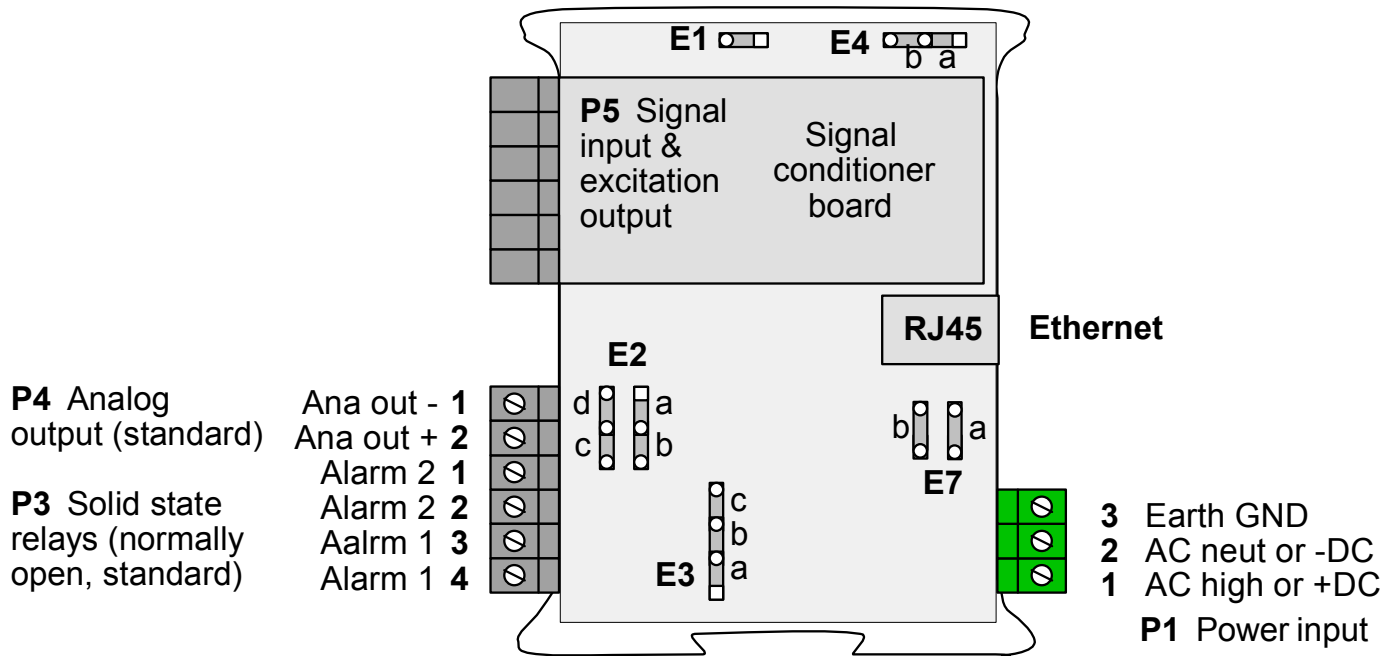 E1
E4
b a
P5 Signal
input &
excitation
output
Signal
conditioner
board
RJ45
Ethernet
E2
d
a
c
b
b
a
E7
c
b
a
E3
P4 Analog
output (standard)
Ana out - 1
Ana out + 2
Alarm 2 1
Alarm 2 2
Aalrm 1 3
Alarm 1 4
P3 Solid state
relays (normally
open, standard)
3 Earth GND
2 AC neut or -DC
1 AC high or +DC
P1 Power input